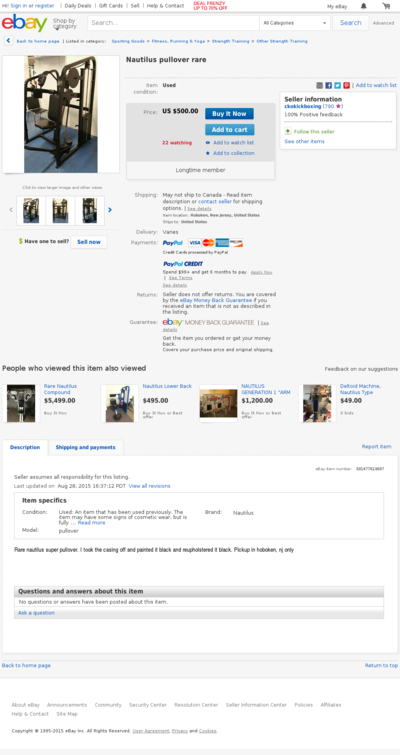 Hi! Sign in or register | Daily Deals | Gift Cards | Sell | Help & Contact DEAL FRENZY UP TO 70% OFF My eBay
ebay Shop by category Search... All Categories Search Advanced
Back to home page | Listed in category: Sporting Goods > Fitness, Running & Yoga > Strength Training > Other Strength Training
Nautilus pullover rare
Item condition: Used
| Add to watch list
Seller information
ckokickboxing (760 )
100% Positive feedback
Follow this seller
See other items
Price: US $500.00 Buy It Now
Add to cart
22 watching Add to watch list
Add to collection
Longtime member
Click to view larger image and other views
Have one to sell? Sell now
Shipping: May not ship to Canada - Read item description or contact seller for shipping options. | See details
Item location: Hoboken, New Jersey, United States
Ships to: United States
Delivery: Varies
Payments: PayPal VISA DISCOVER
Credit Cards processed by PayPal
PayPal CREDIT
Spend $99+ and get 6 months to pay Apply Now | See Terms
See details
Returns: Seller does not offer returns. You are covered by the eBay Money Back Guarantee if you received an item that is not as described in the listing.
Guarantee: ebay MONEY BACK GUARANTEE | See details
Get the item you ordered or get your money back.
Covers your purchase price and original shipping.
People who viewed this item also viewed Feedback on our suggestions
Rare Nautilus Compound
$5,499.00
Buy It Now
Nautilus Lower Back
$495.00
Buy It Now or Best offer
NAUTILUS GENERATION 1 "ARM
$1,200.00
Buy It Now or Best offer
Deltoid Machine, Nautilus Type
$49.00
0 bids
Description Shipping and payments Report item
eBay item number:
Seller assumes all responsibility for this listing.
Last updated on Aug 28, 2015 16:37:12 PDT View all revisions
Item specifics
Condition: Used: An item that has been used previously. The item may have some signs of cosmetic wear, but is fully ... Read more
Brand: Nautilus
Model: pullover
Rare nautilus super pullover. I took the casing off and painted it black and reupholstered it black. Pickup in hoboken, nj only
Questions and answers about this item
No questions or answers have been posted about this item.
Ask a question
Back to home page Return to top
About eBay Announcements Community Security Center Resolution Center Seller Information Center Policies Affiliates
Help & Contact Site Map
Copyright © 1995-2015 eBay Inc. All Rights Reserved. User Agreement, Privacy and Cookies.